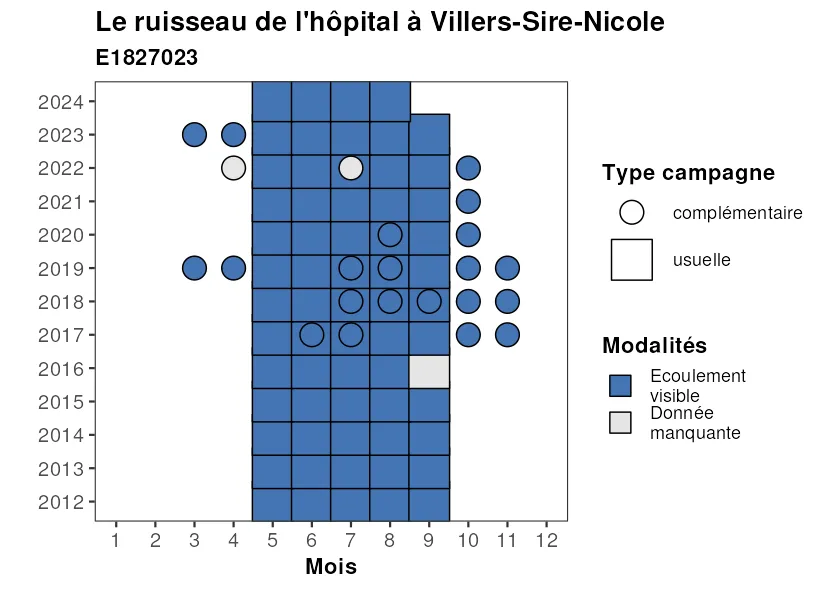 Le ruisseau de l'hôpital à Villers-Sire-Nicole
E1827023
2024
2023
2022
2021
2020
2019
2018
2017
2016
2015
2014
2013
2012
1 2 3 4 5 6 7 8 9 10 11 12
Mois
Type campagne
complémentaire
usuelle
Modalités
Ecoulement
visible
Donnée
manquante